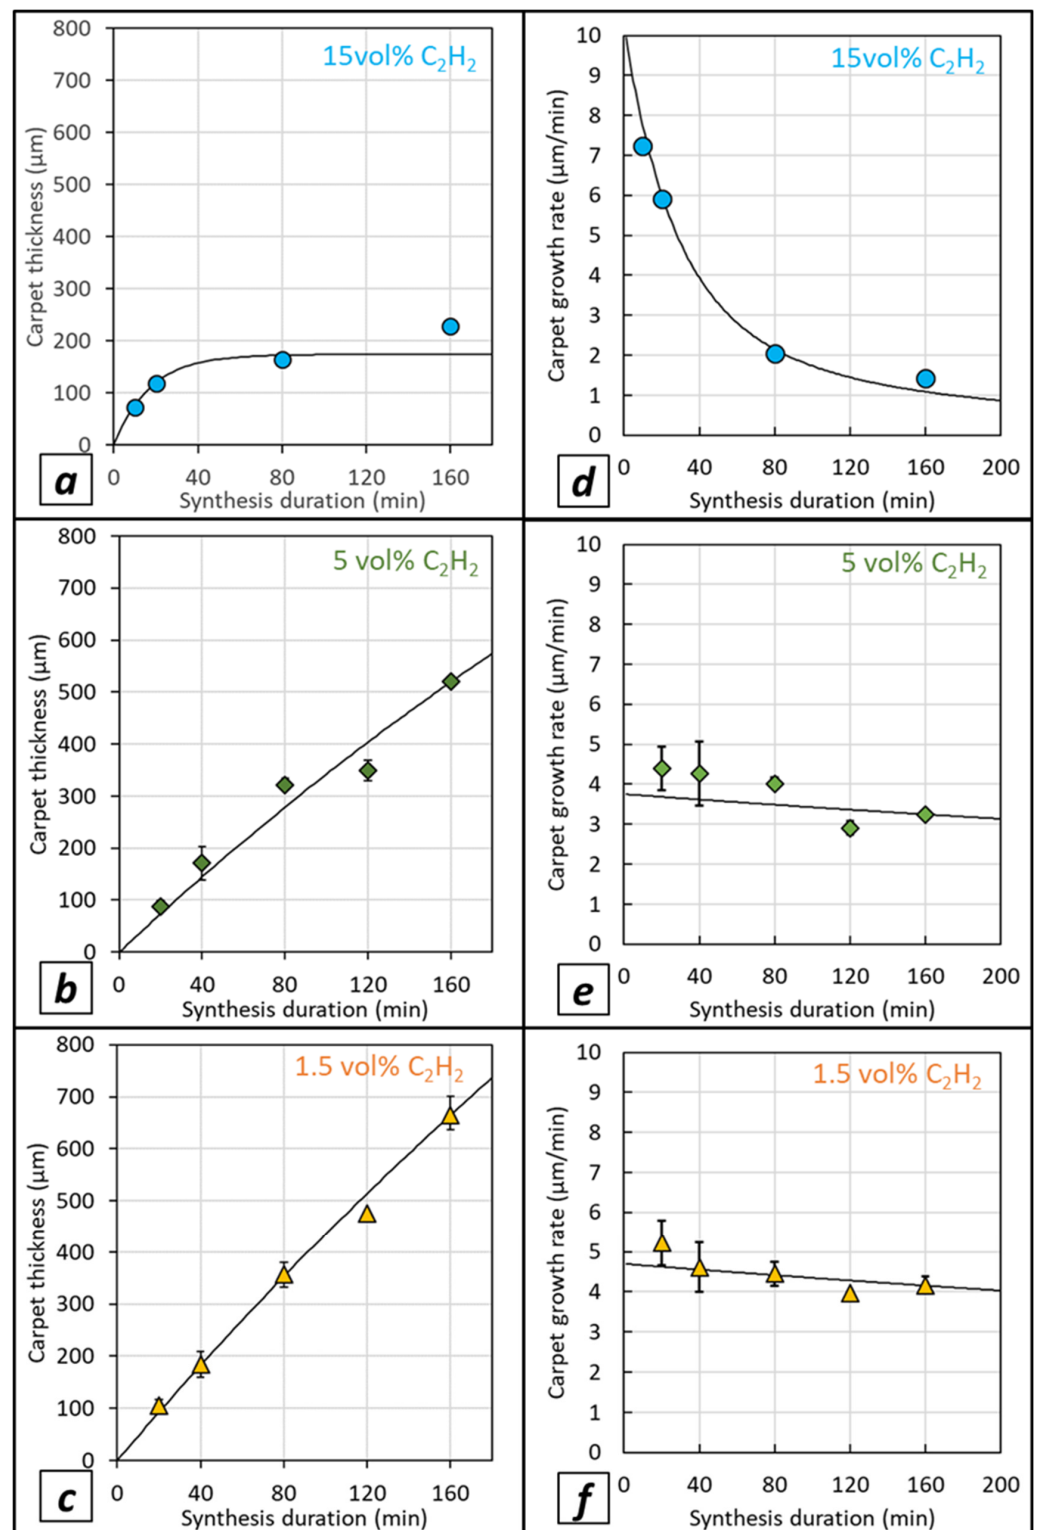 15vol% C₂H₂
Carpet thickness (µm)
800
700
600
500
400
300
200
100
0
0 40 80 120 160
Synthesis duration (min)
a
15vol% C₂H₂
Carpet growth rate (µm/min)
10
9
8
7
6
5
4
3
2
1
0
0 40 80 120 160 200
Synthesis duration (min)
d
5 vol% C₂H₂
Carpet thickness (µm)
800
700
600
500
400
300
200
100
0
0 40 80 120 160
Synthesis duration (min)
b
5 vol% C₂H₂
Carpet growth rate (µm/min)
10
9
8
7
6
5
4
3
2
1
0
0 40 80 120 160 200
Synthesis duration (min)
e
1.5 vol% C₂H₂
Carpet thickness (µm)
800
700
600
500
400
300
200
100
0
0 40 80 120 160
Synthesis duration (min)
c
1.5 vol% C₂H₂
Carpet growth rate (µm/min)
10
9
8
7
6
5
4
3
2
1
0
0 40 80 120 160 200
Synthesis duration (min)
f